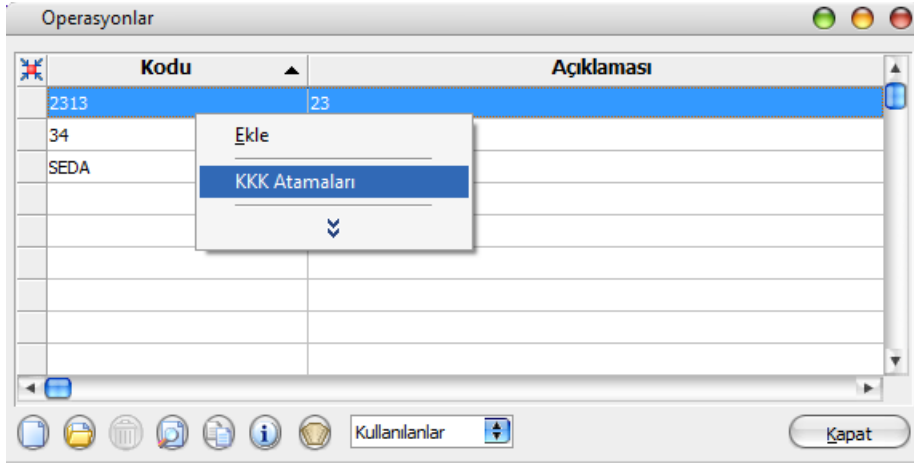 Operasyonlar
Kodu Açıklaması
2313 23
34
SEDA
Ekle
KKK Atamaları
Kullanılanlar
Kapat